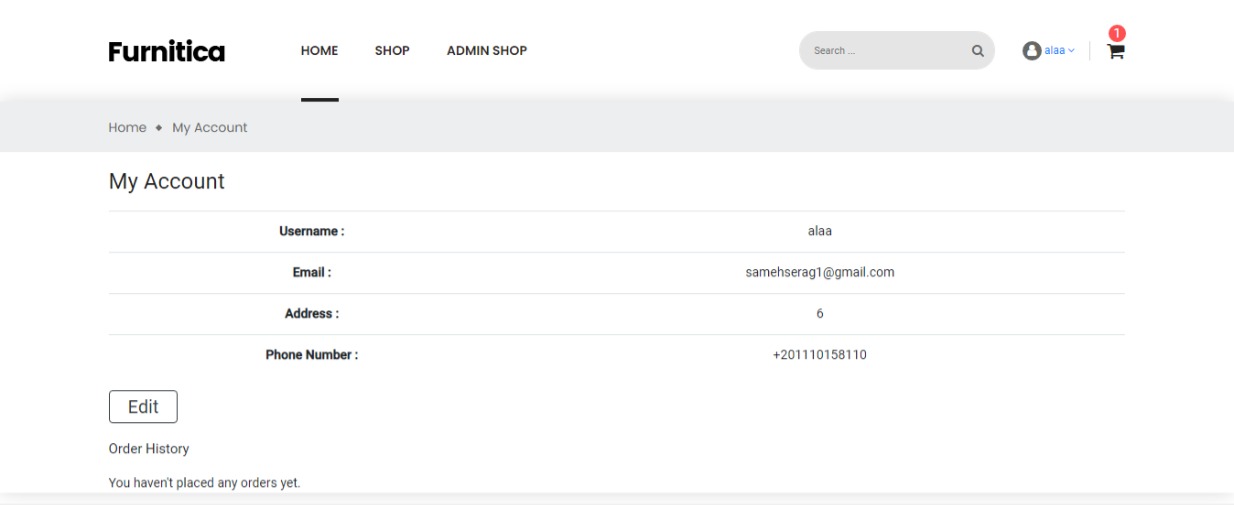 Furnitica HOME SHOP ADMIN SHOP Search ... alaa 1
Home ◆ My Account
My Account
Username : alaa
Email : samehserag1@gmail.com
Address : 6
Phone Number : +201110158110
Edit
Order History
You haven't placed any orders yet.